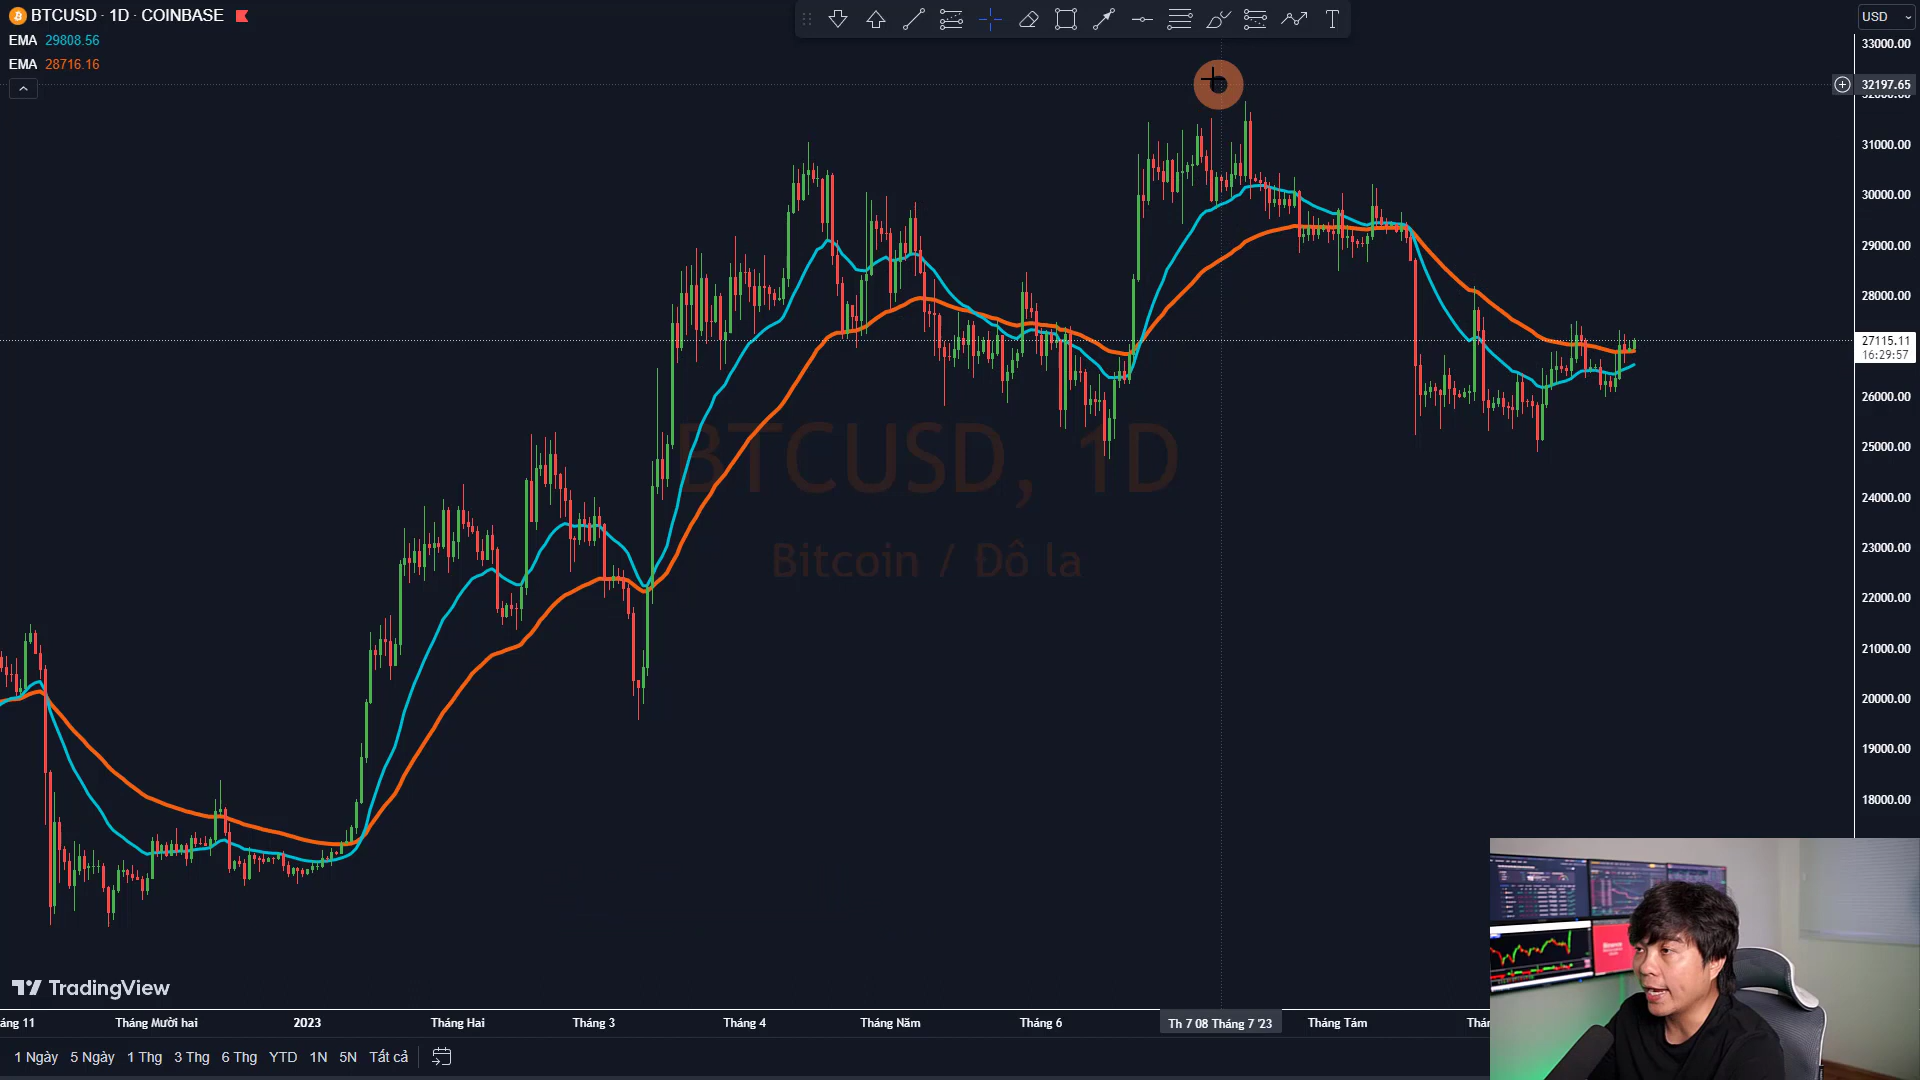 BTCUSD · 1D · COINBASE
EMA 29808.56
EMA 28716.16
USD
33000.00
32197.65
31000.00
30000.00
29000.00
28000.00
27115.11
16:29:57
26000.00
25000.00
24000.00
23000.00
22000.00
21000.00
20000.00
19000.00
18000.00
BTCUSD, 1D
Bitcoin / Đô la
TradingView
áng 11
Tháng Mười hai
2023
Tháng Hai
Tháng 3
Tháng 4
Tháng Năm
Tháng 6
Th 7 08 Tháng 7 '23
Tháng Tám
Thán
1 Ngày 5 Ngày 1 Thg 3 Thg 6 Thg YTD 1N 5N Tất cả